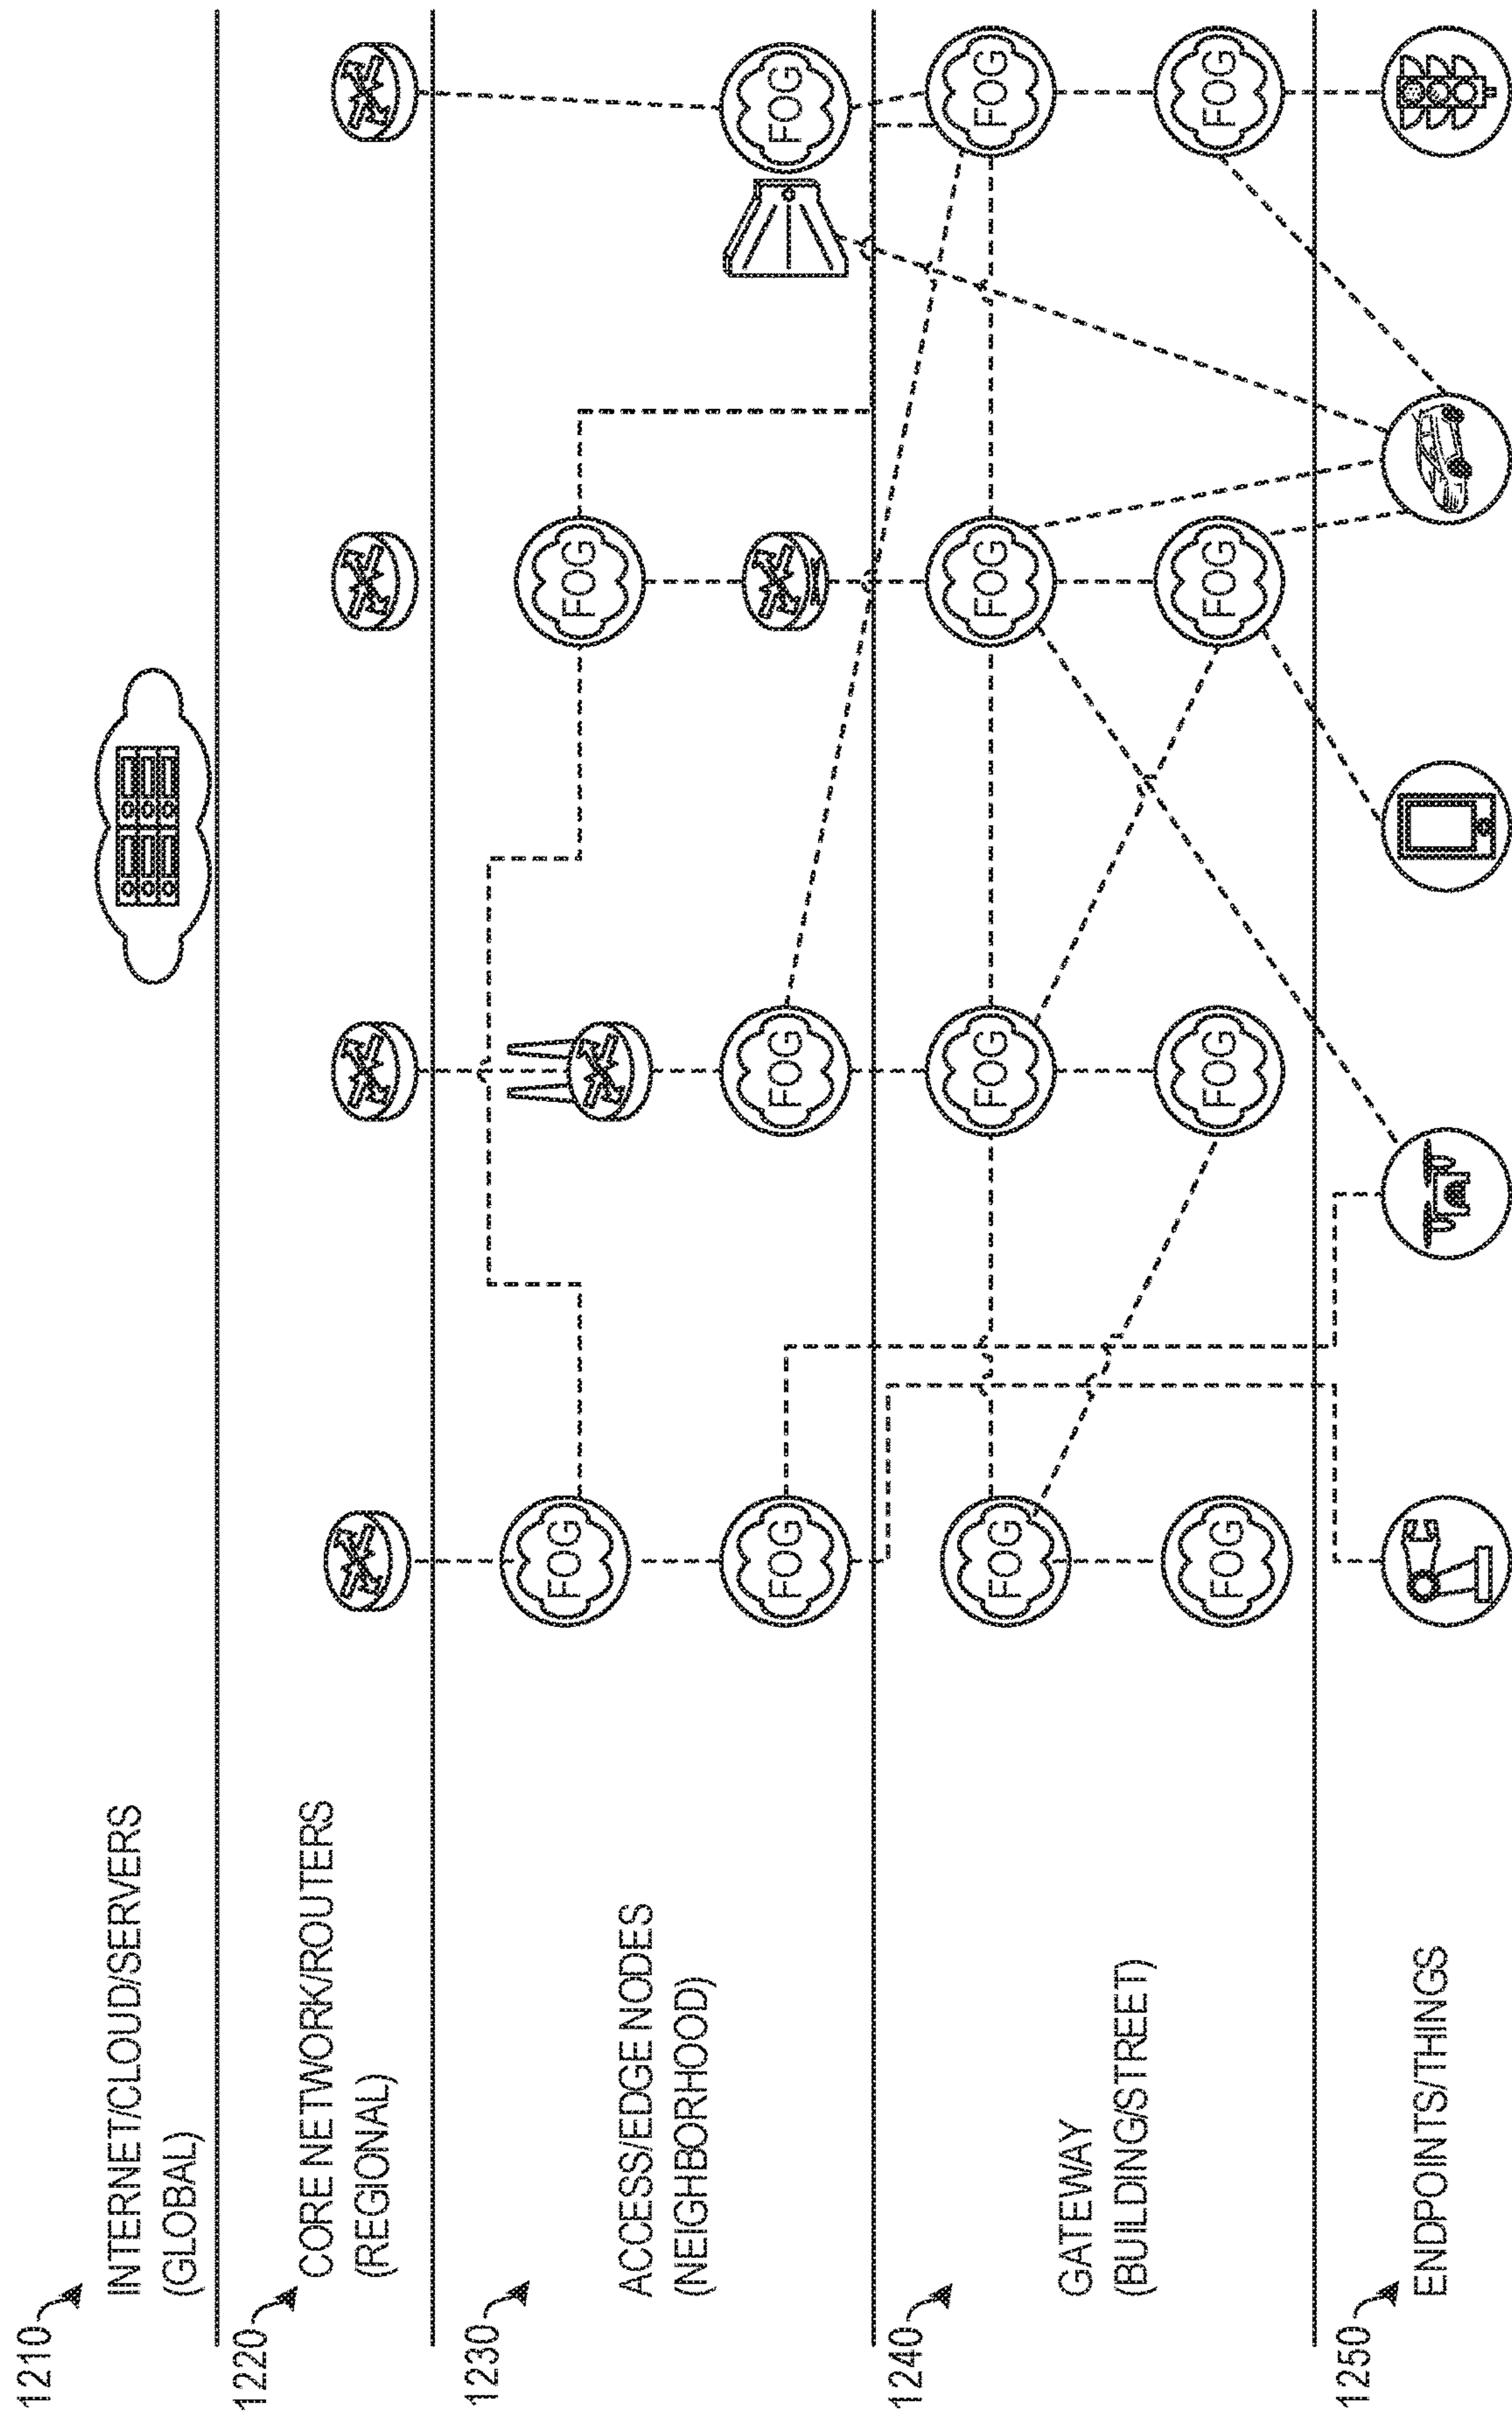 1210
INTERNET/CLOUD/SERVERS
(GLOBAL)
1220
CORE NETWORK/ROUTERS
(REGIONAL)
1230
ACCESS/EDGE NODES
(NEIGHBORHOOD)
FOG
FOG
FOG
FOG
FOG
1240
GATEWAY
(BUILDING/STREET)
FOG
FOG
FOG
FOG
FOG
FOG
FOG
FOG
1250
ENDPOINTS/THINGS